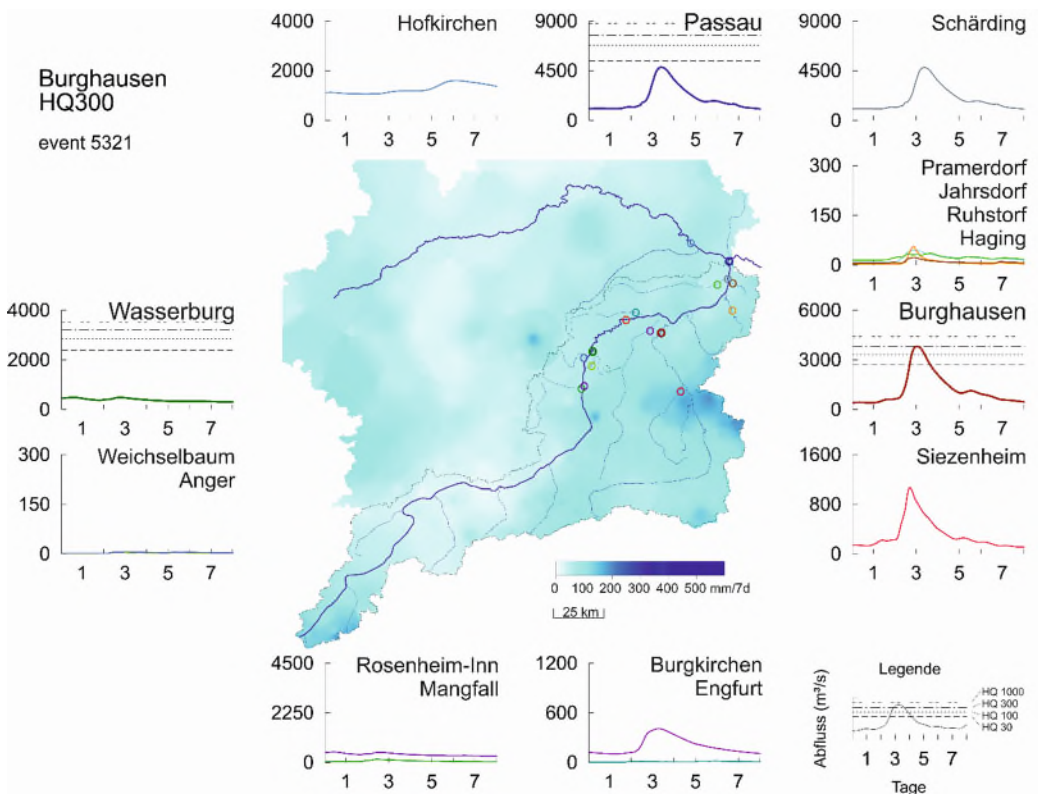 Burghausen
HQ300
event 5321
Hofkirchen
4000
2000
0
1 3 5 7
Passau
9000
4500
0
1 3 5 7
Schärding
9000
4500
0
1 3 5 7
Pramerdorf
Jahrsdorf
Ruhstorf
Haging
300
150
0
1 3 5 7
Wasserburg
4000
2000
0
1 3 5 7
Burghausen
6000
3000
0
1 3 5 7
Weichselbaum
Anger
300
150
0
1 3 5 7
Siezenheim
1600
800
0
1 3 5 7
0 100 200 300 400 500 mm/7d
25 km
Rosenheim-Inn
Mangfall
4500
2250
0
1 3 5 7
Burgkirchen
Engfurt
1200
600
0
1 3 5 7
Legende
Abfluss (m³/s)
HQ 1000
HQ 300
HQ 100
HQ 30
1 3 5 7
Tage